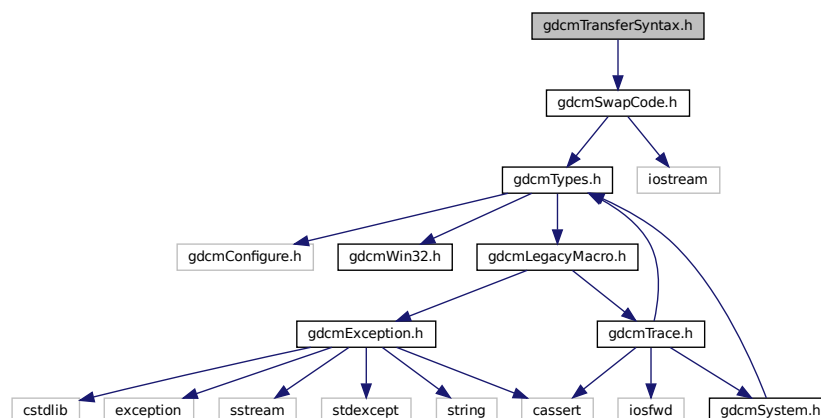 gdcmTransferSyntax.h
gdcmSwapCode.h
gdcmTypes.h
iostream
gdcmConfigure.h
gdcmWin32.h
gdcmLegacyMacro.h
gdcmException.h
gdcmTrace.h
cstdlib
exception
sstream
stdexcept
string
cassert
iosfwd
gdcmSystem.h